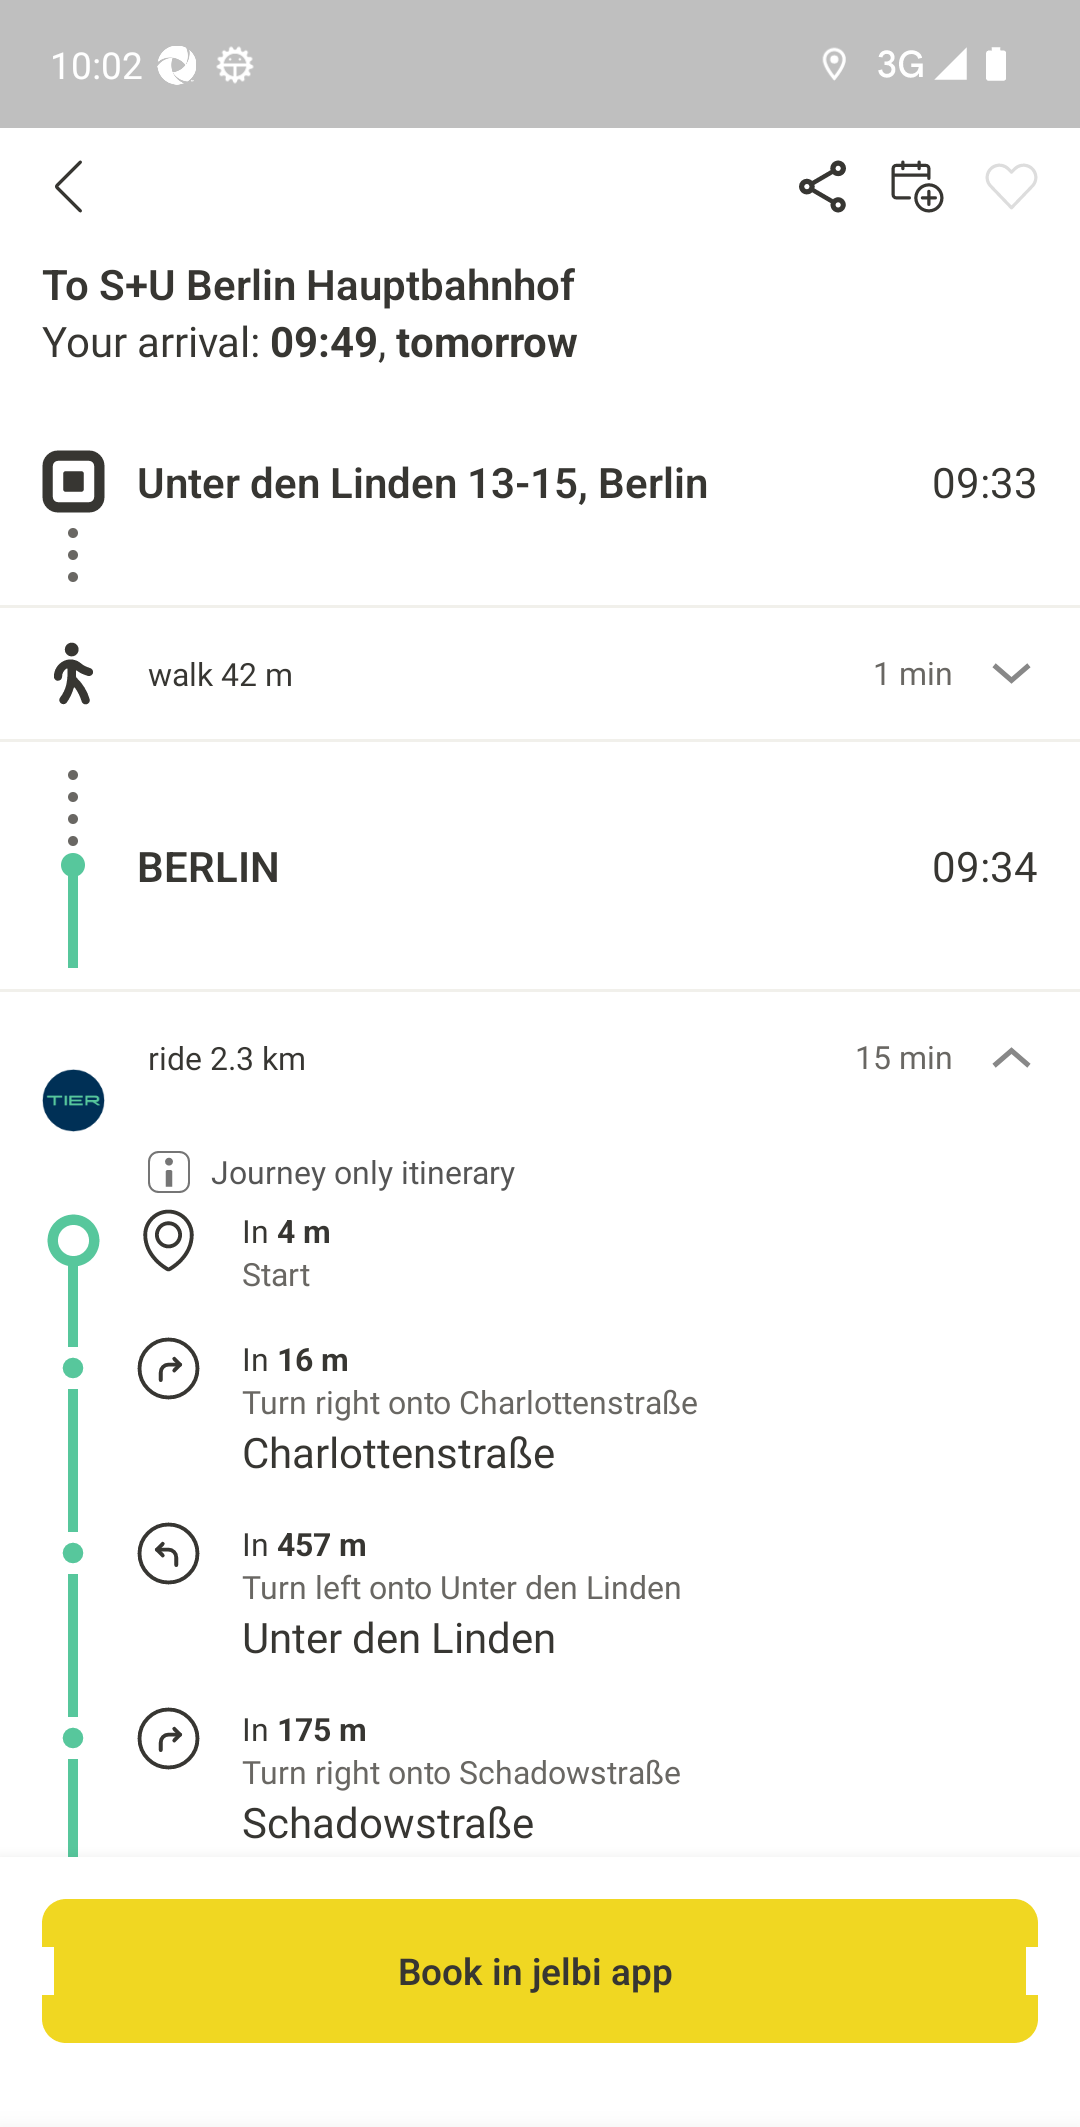 10:02
3G
To S+U Berlin Hauptbahnhof
Your arrival: 09:49, tomorrow
Unter den Linden 13-15, Berlin 09:33
walk 42 m 1 min
BERLIN 09:34
ride 2.3 km 15 min
TIER
Journey only itinerary
In 4 m
Start
In 16 m
Turn right onto Charlottenstraße
Charlottenstraße
In 457 m
Turn left onto Unter den Linden
Unter den Linden
In 175 m
Turn right onto Schadowstraße
Schadowstraße
Book in jelbi app